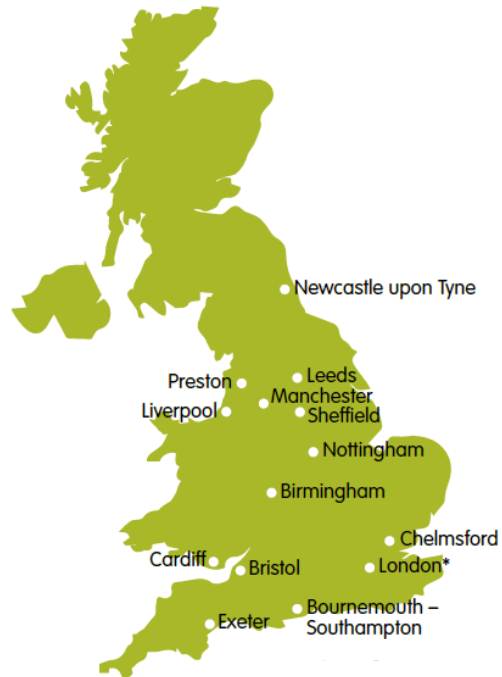 Newcastle upon Tyne
Leeds
Preston
Manchester
Liverpool
Sheffield
Nottingham
Birmingham
Chelmsford
Cardiff
Bristol
London*
Bournemouth –
Southampton
Exeter